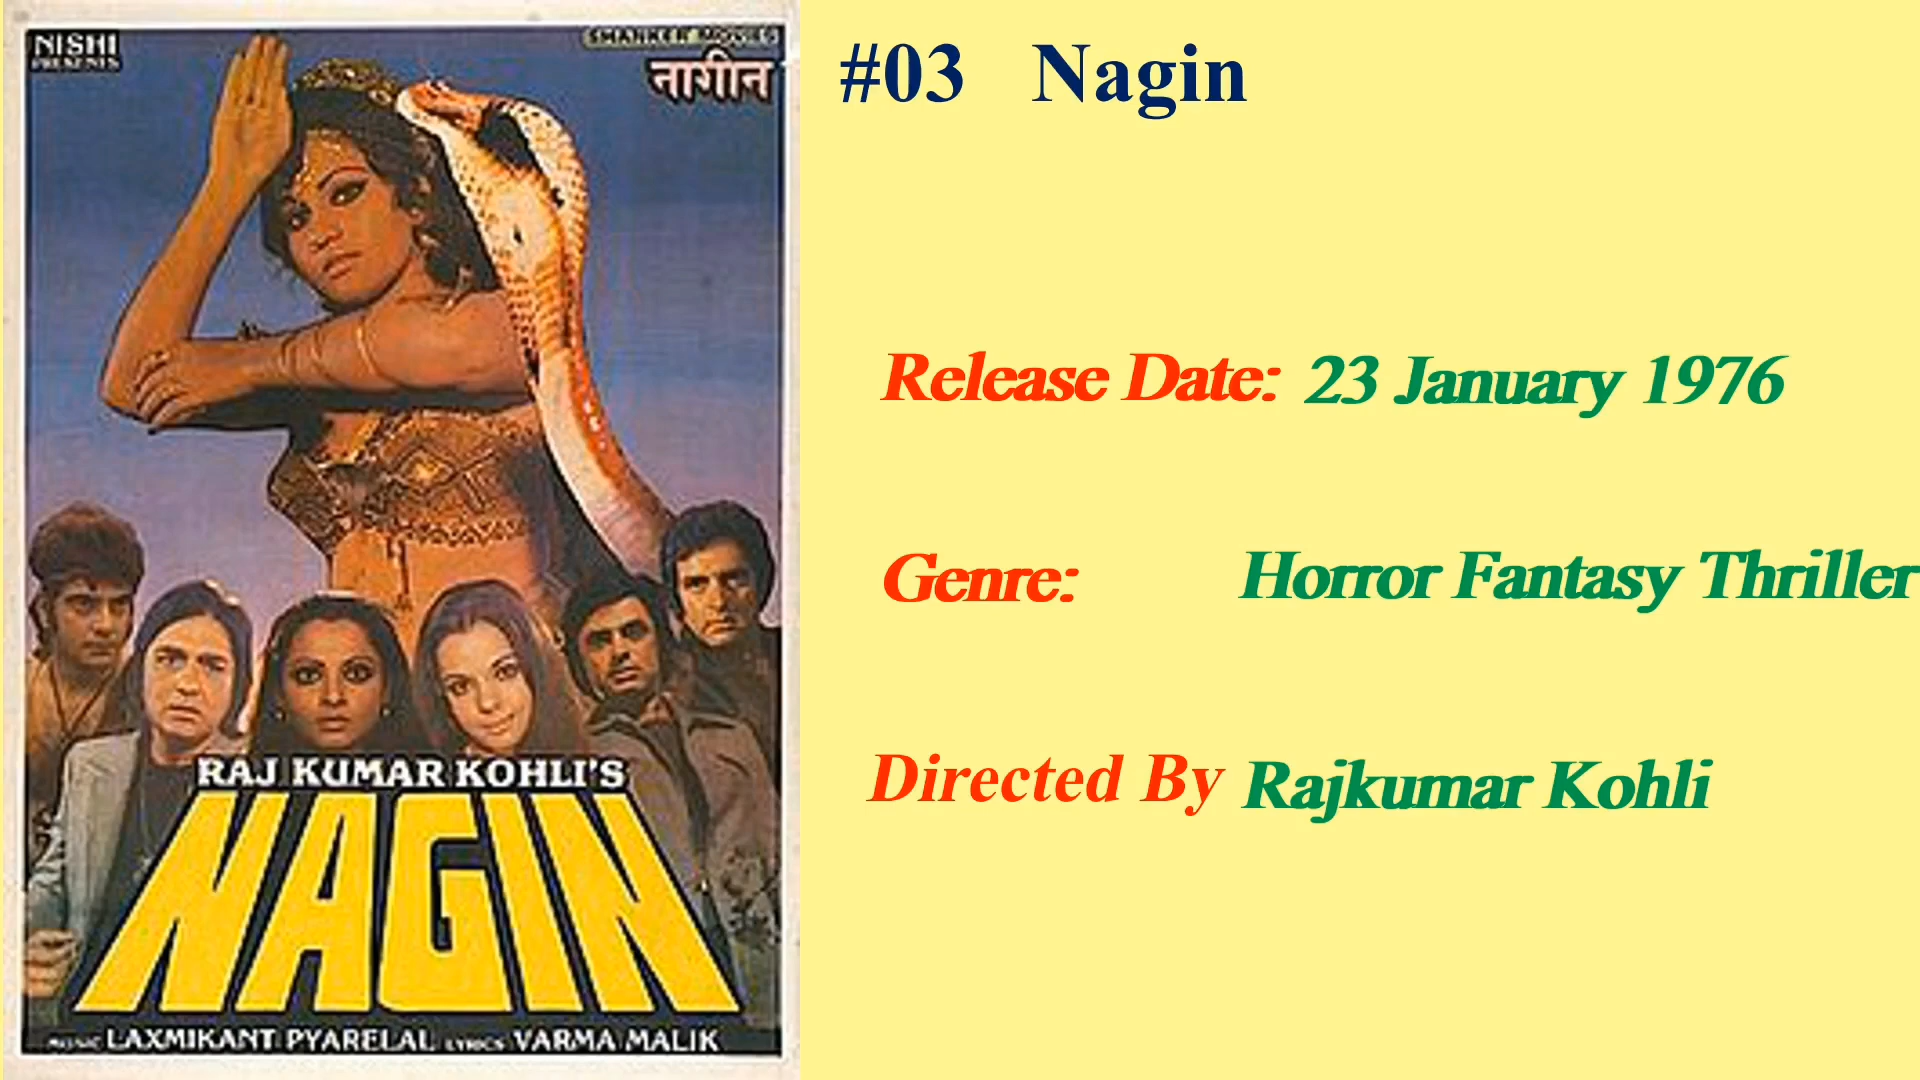 NISHI
PRESENTS
SHANKER MOVIES
नागीन
RAJ KUMAR KOHLI'S
NAGIN
MUSIC LAXMIKANT PYARELAL LYRICS VARMA MALIK
#03 Nagin
Release Date: 23 January 1976
Genre: Horror Fantasy Thriller
Directed By Rajkumar Kohli